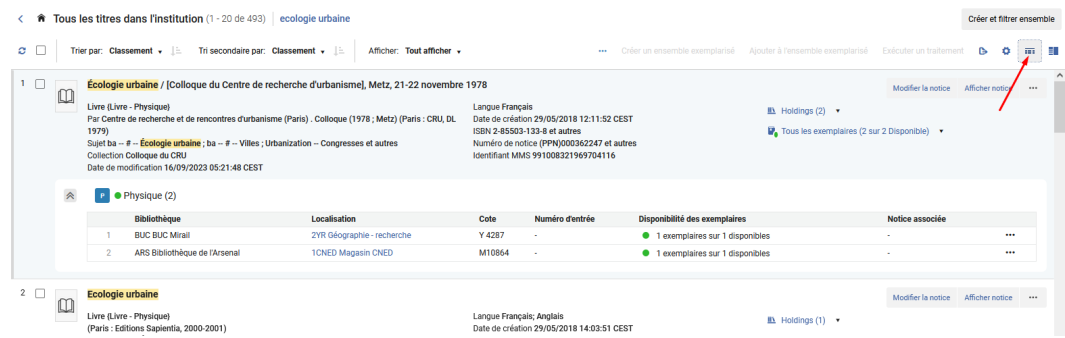 Tous les titres dans l'institution (1 - 20 de 493) ecologie urbaine Créer et filtrer ensemble
Trier par: Classement Tri secondaire par: Classement Afficher: Tout afficher Créer un ensemble exemplarisé Ajouter à l'ensemble exemplarisé Exécuter un traitement
1 Écologie urbaine / [Colloque du Centre de recherche d'urbanisme], Metz, 21-22 novembre 1978 Modifier la notice Afficher notice
Livre (Livre - Physique) Langue Français Holdings (2)
Par Centre de recherche et de rencontres d'urbanisme (Paris) . Colloque (1978 ; Metz) (Paris : CRU, DL Date de création 29/05/2018 12:11:52 CEST
1979) ISBN 2-85503-133-8 et autres Tous les exemplaires (2 sur 2 Disponible)
Sujet ba -- # -- Écologie urbaine ; ba -- # -- Villes ; Urbanization -- Congresses et autres Numéro de notice (PPN)000362247 et autres
Collection Colloque du CRU Identifiant MMS 991008321969704116
Date de modification 16/09/2023 05:21:48 CEST
P Physique (2)
Bibliothèque Localisation Cote Numéro d'entrée Disponibilité des exemplaires Notice associée
1 BUC BUC Mirail 2YR Géographie - recherche Y 4287 - 1 exemplaires sur 1 disponibles -
2 ARS Bibliothèque de l'Arsenal 1CNED Magasin CNED M10864 - 1 exemplaires sur 1 disponibles -
2 Ecologie urbaine Modifier la notice Afficher notice
Livre (Livre - Physique) Langue Français; Anglais Holdings (1)
(Paris : Editions Sapientia, 2000-2001) Date de création 29/05/2018 14:03:51 CEST